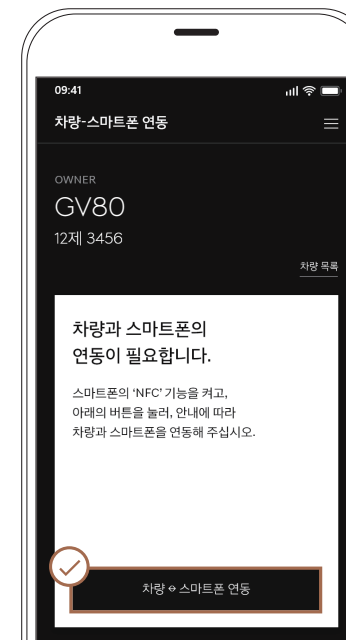 09:41
차량-스마트폰 연동
OWNER
GV80
12제 3456
차량 목록
차량과 스마트폰의
연동이 필요합니다.
스마트폰의 ‘NFC’ 기능을 켜고,
아래의 버튼을 눌러, 안내에 따라
차량과 스마트폰을 연동해 주십시오.
차량 ⇔ 스마트폰 연동